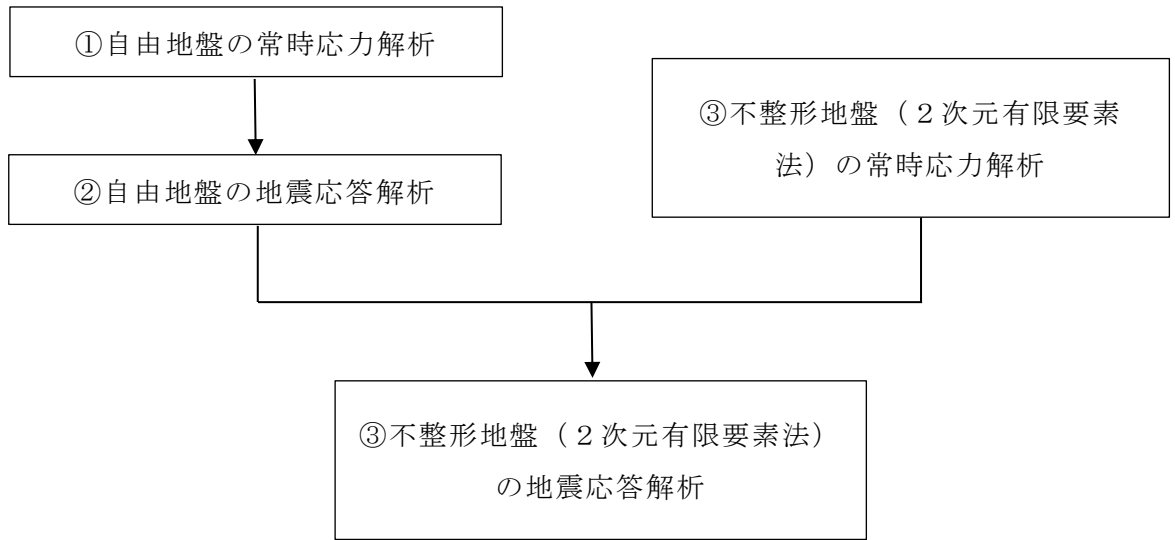 ①自由地盤の常時応力解析
②自由地盤の地震応答解析
③不整形地盤（２次元有限要素
法）の常時応力解析
③不整形地盤（２次元有限要素法）
の地震応答解析